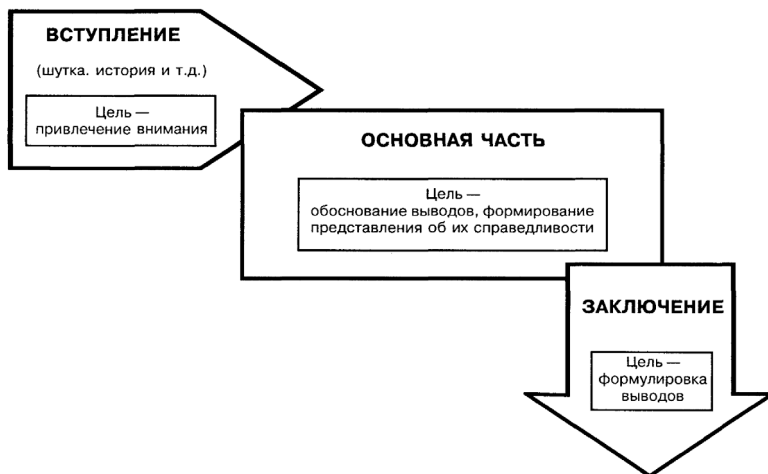 ВСТУПЛЕНИЕ
(шутка. история и т.д.)
Цель —
привлечение внимания
ОСНОВНАЯ ЧАСТЬ
Цель —
обоснование выводов, формирование
представления об их справедливости
ЗАКЛЮЧЕНИЕ
Цель —
формулировка
выводов